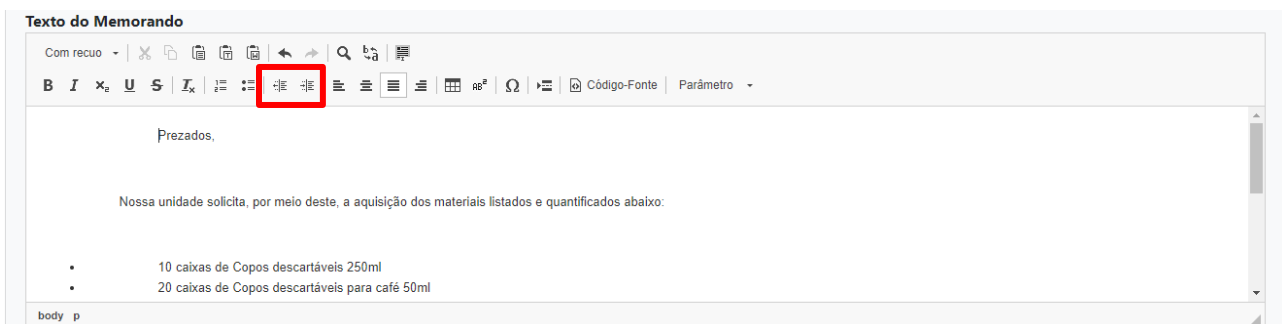 Texto do Memorando
Com recuo
B I ×ₑ U S Iₓ Ω Código-Fonte Parâmetro
Prezados,
Nossa unidade solicita, por meio deste, a aquisição dos materiais listados e quantificados abaixo:
• 10 caixas de Copos descartáveis 250ml
• 20 caixas de Copos descartáveis para café 50ml
body p